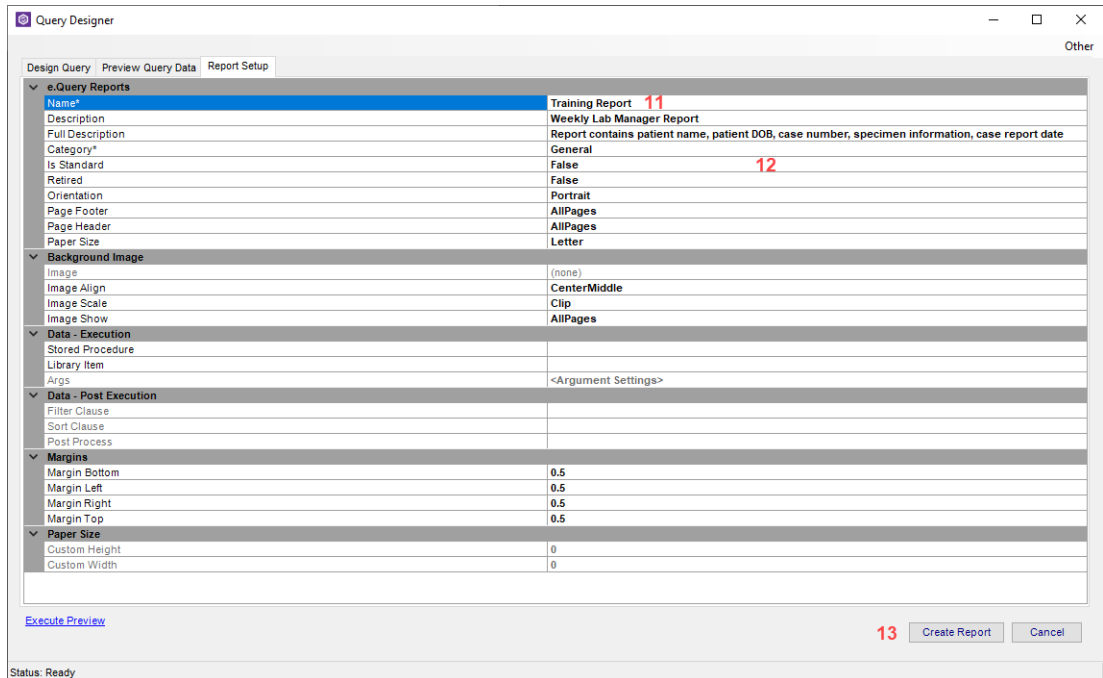 Query Designer
Other
Design Query Preview Query Data Report Setup
e.Query Reports
Name* Training Report 11
Description Weekly Lab Manager Report
Full Description Report contains patient name, patient DOB, case number, specimen information, case report date
Category* General
Is Standard False 12
Retired False
Orientation Portrait
Page Footer AllPages
Page Header AllPages
Paper Size Letter
Background Image
Image (none)
Image Align CenterMiddle
Image Scale Clip
Image Show AllPages
Data - Execution
Stored Procedure
Library Item
Args <Argument Settings>
Data - Post Execution
Filter Clause
Sort Clause
Post Process
Margins
Margin Bottom 0.5
Margin Left 0.5
Margin Right 0.5
Margin Top 0.5
Paper Size
Custom Height 0
Custom Width 0
Execute Preview
13 Create Report Cancel
Status: Ready